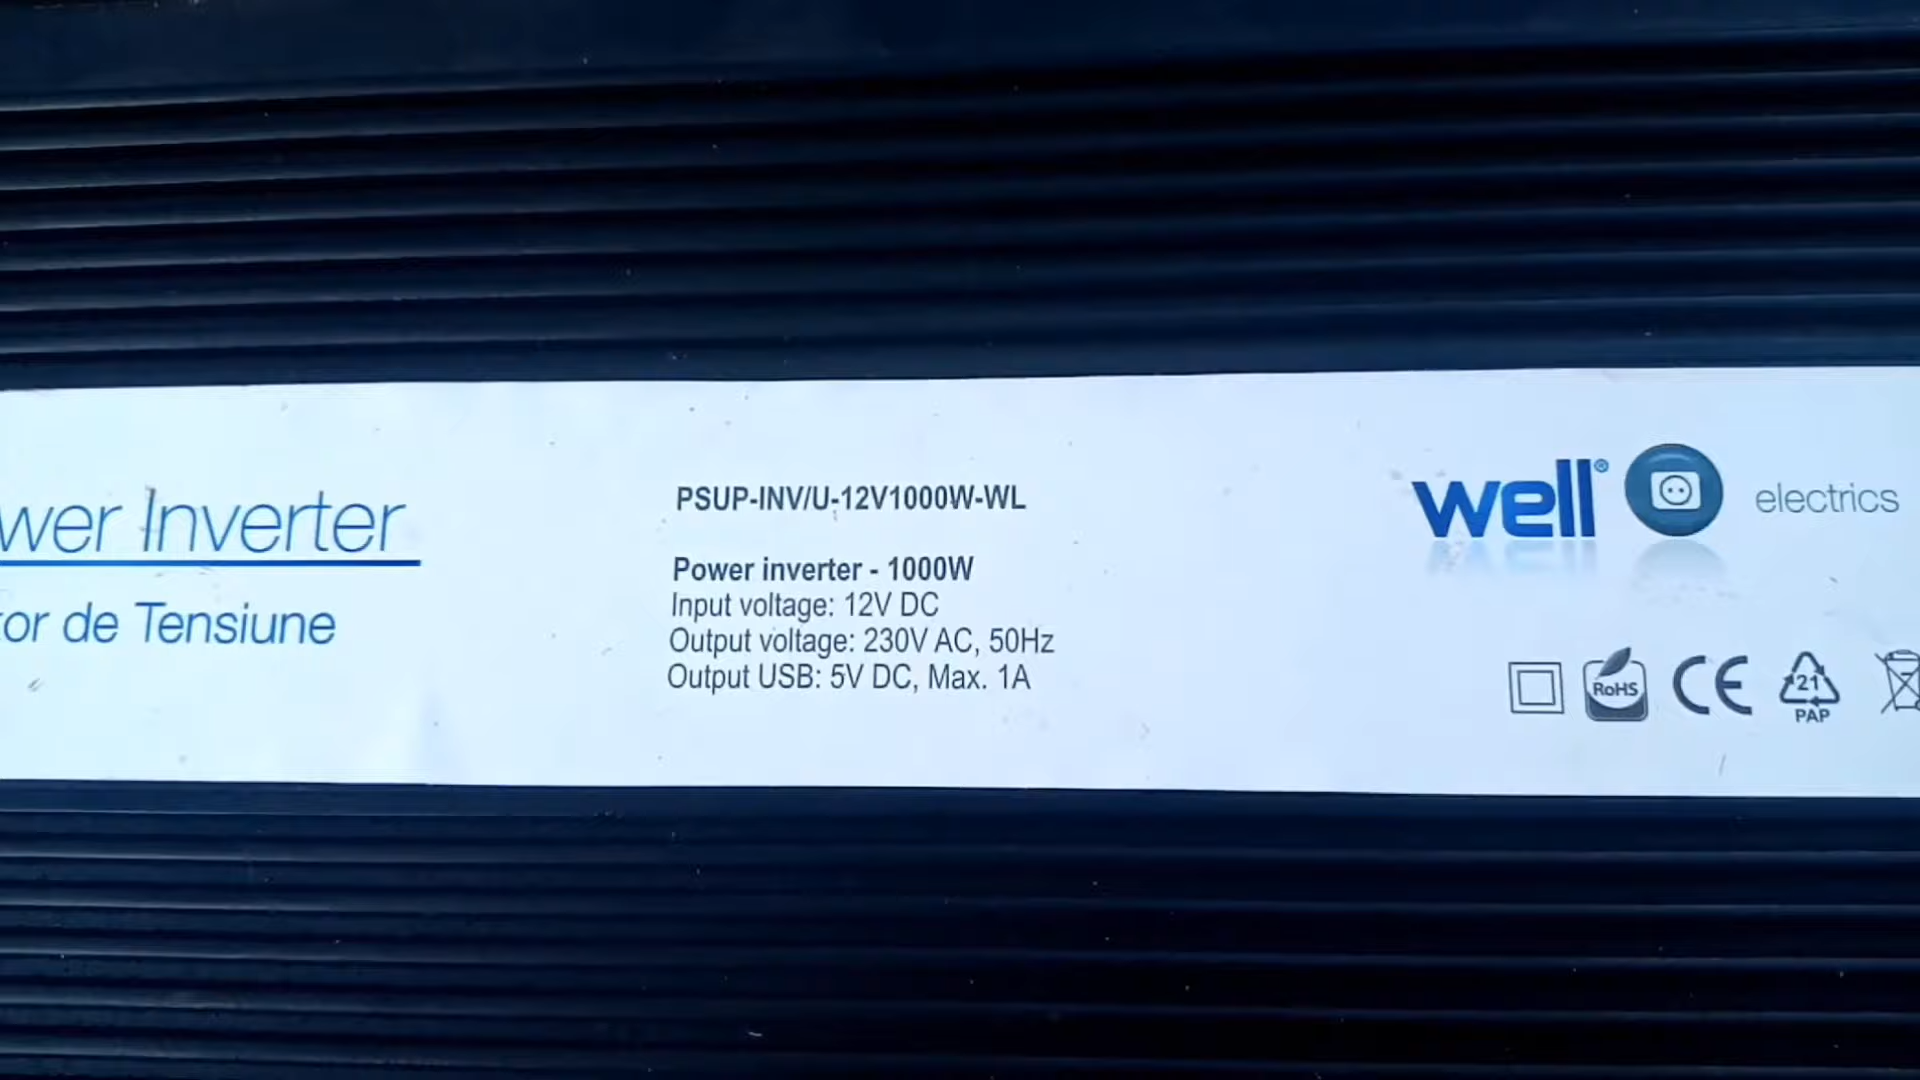 wer Inverter
tor de Tensiune
PSUP-INV/U-12V1000W-WL
Power inverter - 1000W
Input voltage: 12V DC
Output voltage: 230V AC, 50Hz
Output USB: 5V DC, Max. 1A
well® electrics
RoHS CE 21
PAP